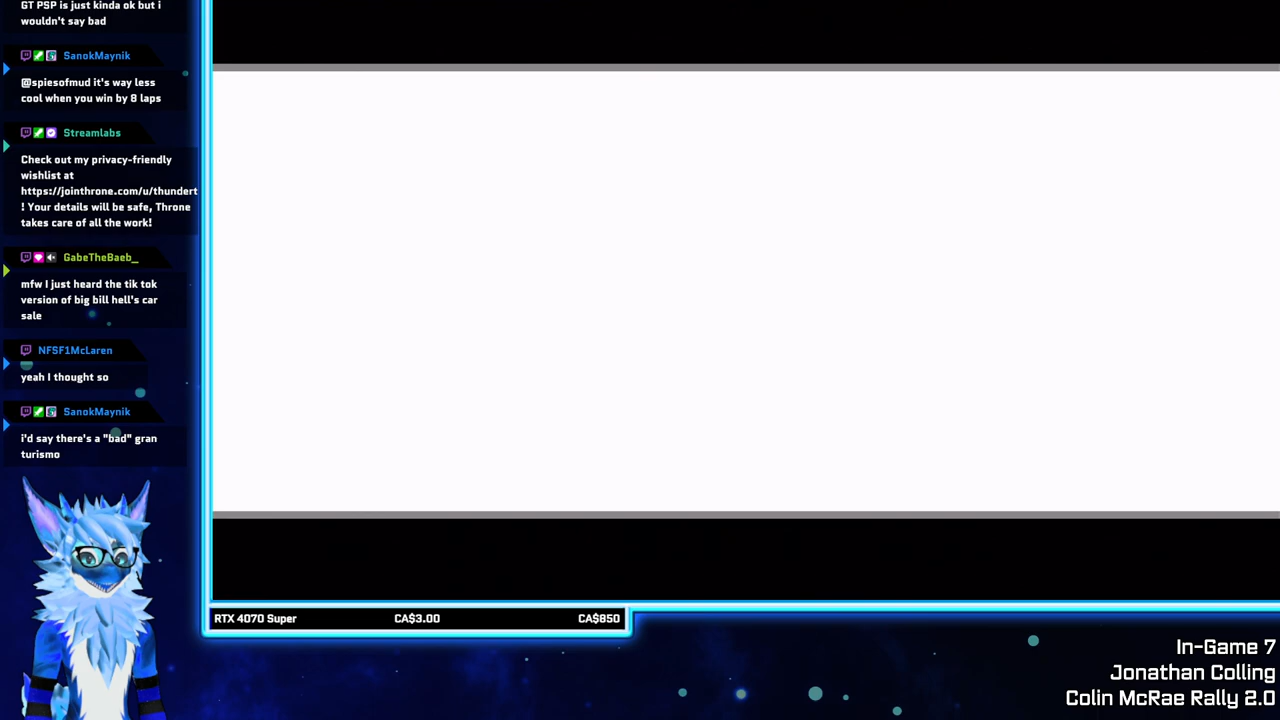 GT PSP is just kinda ok but i
wouldn't say bad
SanokMaynik
@spiesofmud it's way less
cool when you win by 8 laps
Streamlabs
Check out my privacy-friendly
wishlist at
https://jointhrone.com/u/thundert
! Your details will be safe, Throne
takes care of all the work!
GabeTheBaeb_
mfw I just heard the tik tok
version of big bill hell's car
sale
NFSF1McLaren
yeah I thought so
SanokMaynik
i'd say there's a "bad" gran
turismo
RTX 4070 Super CA$3.00 CA$850
In-Game 7
Jonathan Colling
Colin McRae Rally 2.0